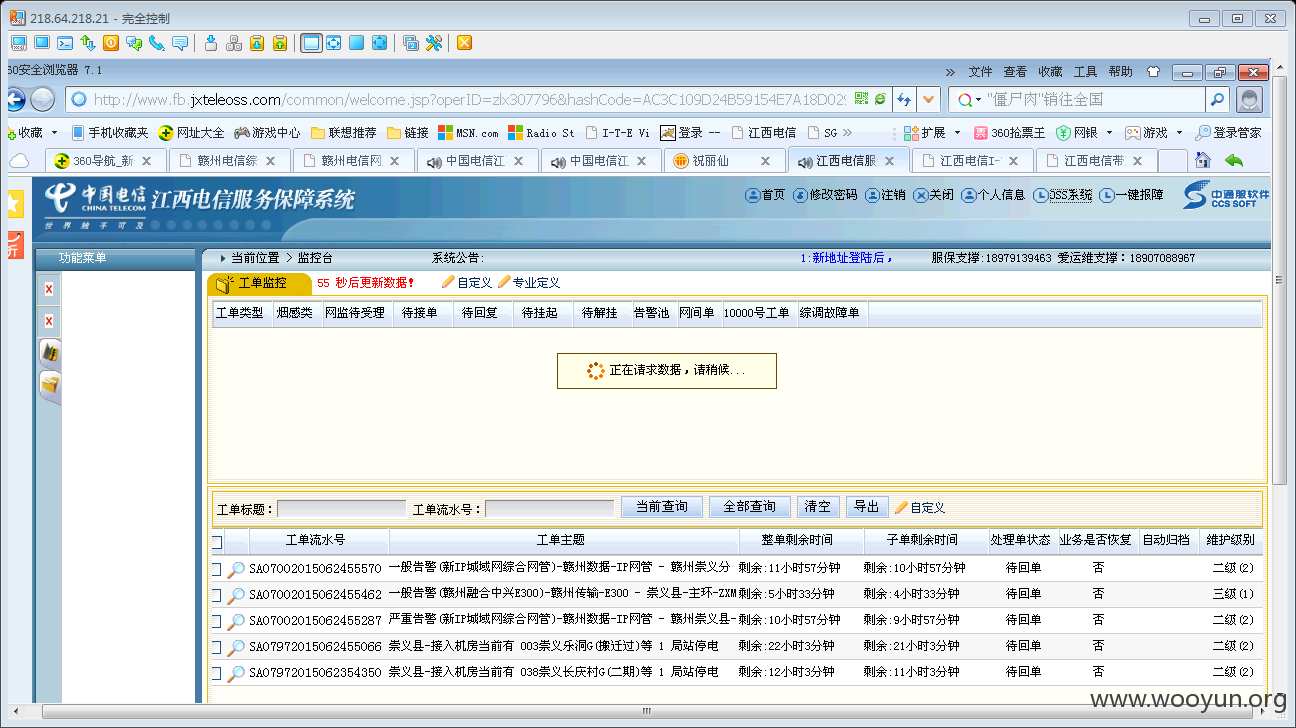 218.64.218.21 - 完全控制
60安全浏览器 7.1
» 文件 查看 收藏 工具 帮助
http://www.fb.jxteleoss.com/common/welcome.jsp?operID=zlx307796&hashCode=AC3C109D24B59154E7A18D029
"僵尸肉"销往全国
收藏 手机收藏夹 网址大全 游戏中心 联想推荐 链接 MSN.com Radio St I-T-E Vi 登录 -- 江西电信 SG » 扩展 360抢票王 网银 游戏 登录管家
360导航_新 赣州电信综 赣州电信网 中国电信江 中国电信江 祝丽仙 江西电信服 江西电信I- 江西电信带
中国电信 CHINA TELECOM 江西电信服务保障系统
世界触手可及
首页 修改密码 注销 关闭 个人信息 OSS系统 一键报障
中通服软件 CCS SOFT
功能菜单
当前位置 > 监控台 系统公告: 1:新地址登陆后, 服保支撑:18979139463 爱运维支撑:18907088967
工单监控 55 秒后更新数据! 自定义 专业定义
工单类型 烟感类 网监待受理 待接单 待回复 待挂起 待解挂 告警池 网间单 10000号工单 综调故障单
正在请求数据,请稍候...
工单标题: 工单流水号: 当前查询 全部查询 清空 导出 自定义
工单流水号 工单主题 整单剩余时间 子单剩余时间 处理单状态 业务是否恢复 自动归档 维护级别
SA07002015062455570 一般告警(新IP城域网综合网管)-赣州数据-IP网管 - 赣州崇义分 剩余:11小时57分钟 剩余:10小时57分钟 待回单 否 二级(2)
SA07002015062455462 一般告警(赣州融合中兴E300)-赣州传输-E300 - 崇义县-主环-ZXM 剩余:5小时33分钟 剩余:4小时33分钟 待回单 否 三级(1)
SA07002015062455287 严重告警(新IP城域网综合网管)-赣州数据-IP网管 - 赣州崇义县- 剩余:10小时57分钟 剩余:9小时57分钟 待回单 否 二级(2)
SA07972015062455066 崇义县-接入机房当前有 003崇义乐洞G(搬迁过)等 1 局站停电 剩余:22小时3分钟 剩余:21小时3分钟 待回单 否 二级(2)
SA07972015062354350 崇义县-接入机房当前有 038崇义长庆村G(二期)等 1 局站停电 剩余:12小时3分钟 剩余:11小时3分钟 待回单 否 二级(2)
www.wooyun.org